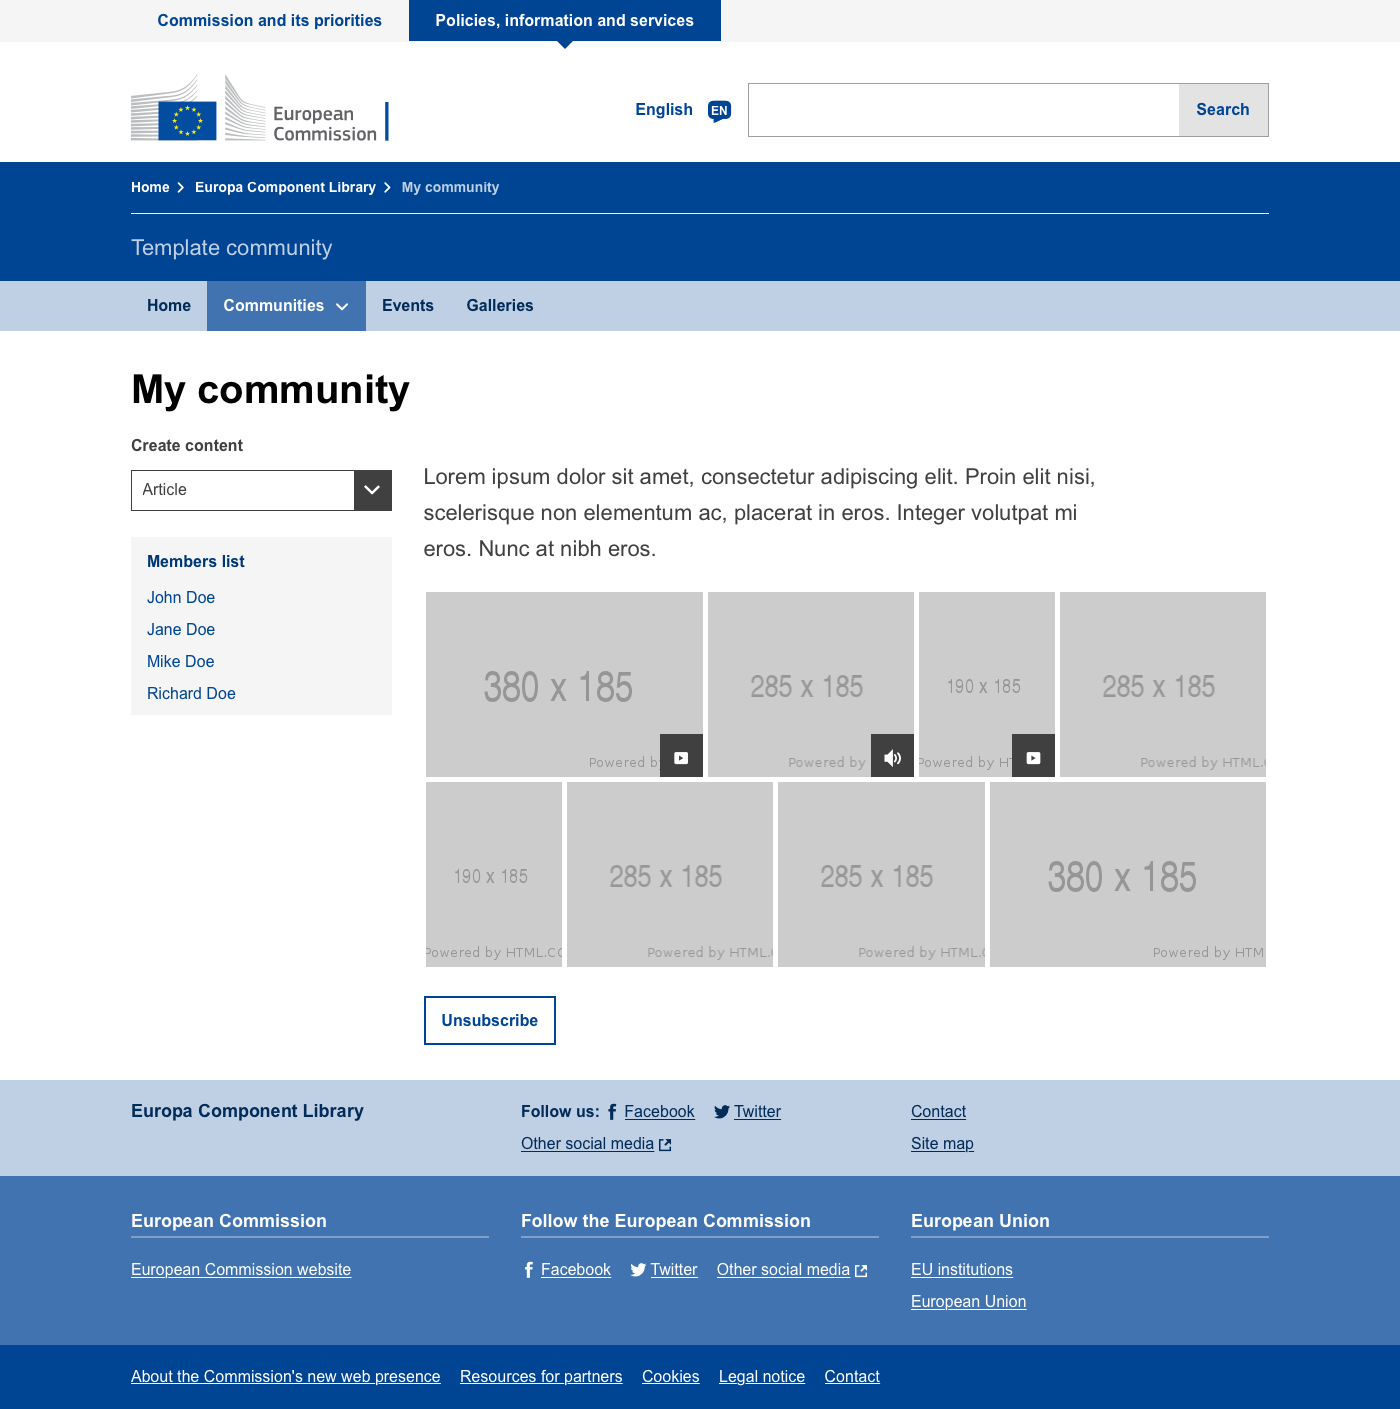 Commission and its priorities
Policies, information and services
European
Commission
English
EN
Search
Home
Europa Component Library
My community
Template community
Home
Communities
Events
Galleries
My community
Create content
Article
Members list
John Doe
Jane Doe
Mike Doe
Richard Doe
Lorem ipsum dolor sit amet, consectetur adipiscing elit. Proin elit nisi,
scelerisque non elementum ac, placerat in eros. Integer volutpat mi
eros. Nunc at nibh eros.
380 x 185
Powered by
285 x 185
Powered by
190 x 185
Powered by
285 x 185
Powered by HTML.
190 x 185
Powered by HTML.CO
285 x 185
Powered by HTML.
285 x 185
Powered by HTML.
380 x 185
Powered by HTM
Unsubscribe
Europa Component Library
Follow us:
Facebook
Twitter
Other social media
Contact
Site map
European Commission
European Commission website
Follow the European Commission
Facebook
Twitter
Other social media
European Union
EU institutions
European Union
About the Commission's new web presence
Resources for partners
Cookies
Legal notice
Contact